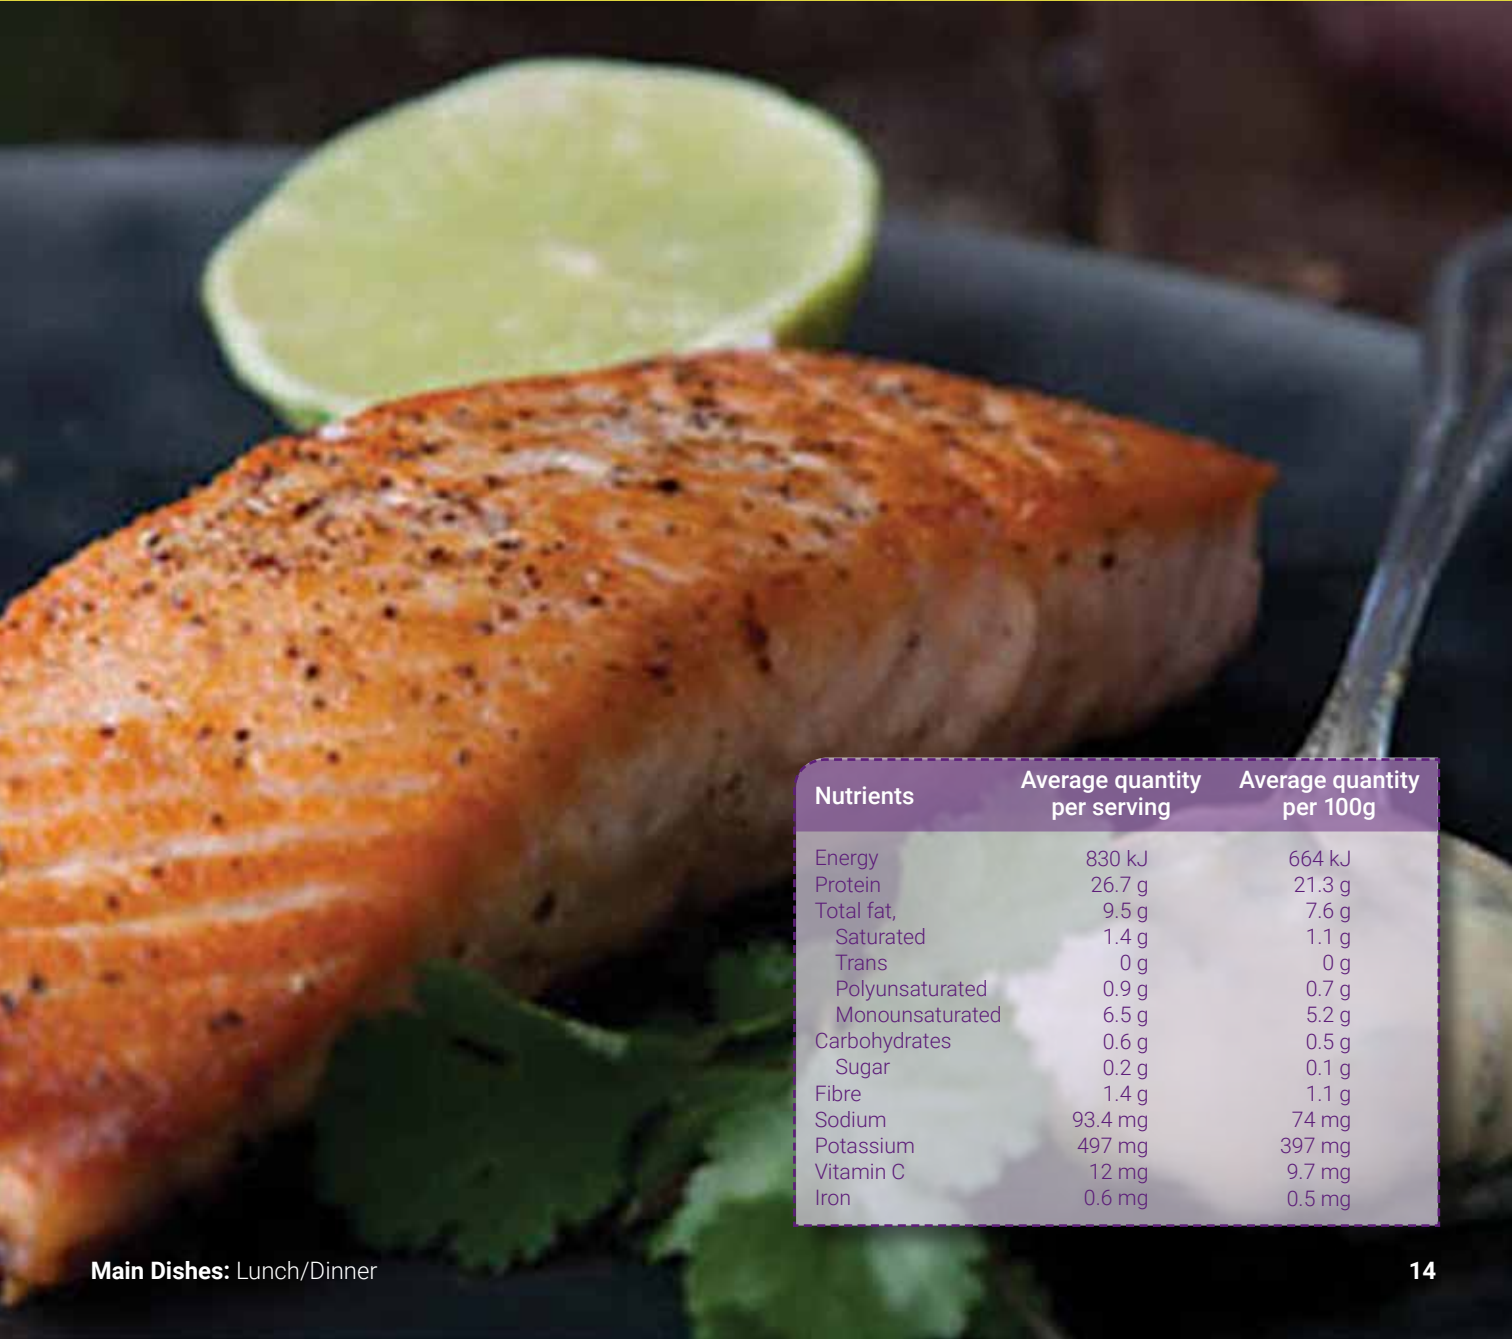 Nutrients Average quantity per serving Average quantity per 100g
Energy 830 kJ 664 kJ
Protein 26.7 g 21.3 g
Total fat, 9.5 g 7.6 g
Saturated 1.4 g 1.1 g
Trans 0 g 0 g
Polyunsaturated 0.9 g 0.7 g
Monounsaturated 6.5 g 5.2 g
Carbohydrates 0.6 g 0.5 g
Sugar 0.2 g 0.1 g
Fibre 1.4 g 1.1 g
Sodium 93.4 mg 74 mg
Potassium 497 mg 397 mg
Vitamin C 12 mg 9.7 mg
Iron 0.6 mg 0.5 mg
Main Dishes: Lunch/Dinner 14